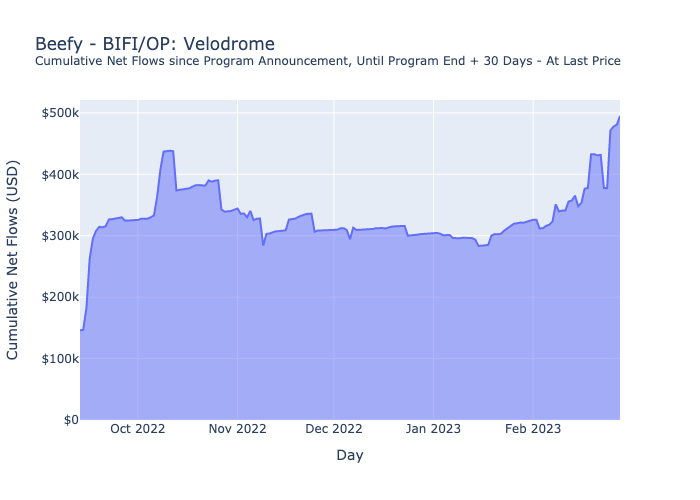 Beefy - BIFI/OP: Velodrome
Cumulative Net Flows since Program Announcement, Until Program End + 30 Days - At Last Price
Cumulative Net Flows (USD)
$500k
$400k
$300k
$200k
$100k
$0
Oct 2022
Nov 2022
Dec 2022
Jan 2023
Feb 2023
Day